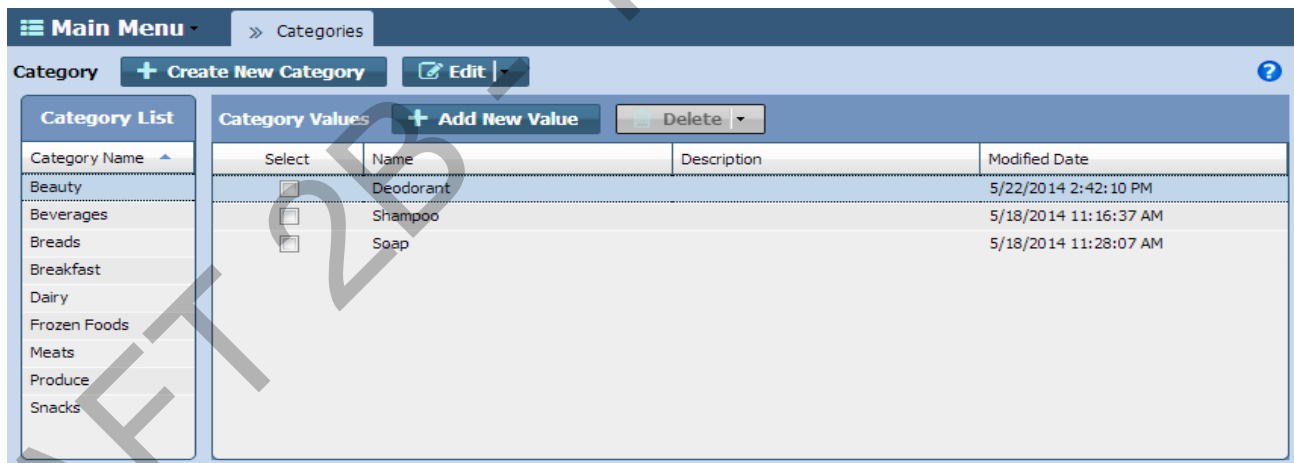 Main Menu » Categories
Category + Create New Category Edit ?
Category List Category Values + Add New Value Delete
Category Name Select Name Description Modified Date
Beauty Deodorant 5/22/2014 2:42:10 PM
Beverages Shampoo 5/18/2014 11:16:37 AM
Breads Soap 5/18/2014 11:28:07 AM
Breakfast
Dairy
Frozen Foods
Meats
Produce
Snacks
AFT 2B -